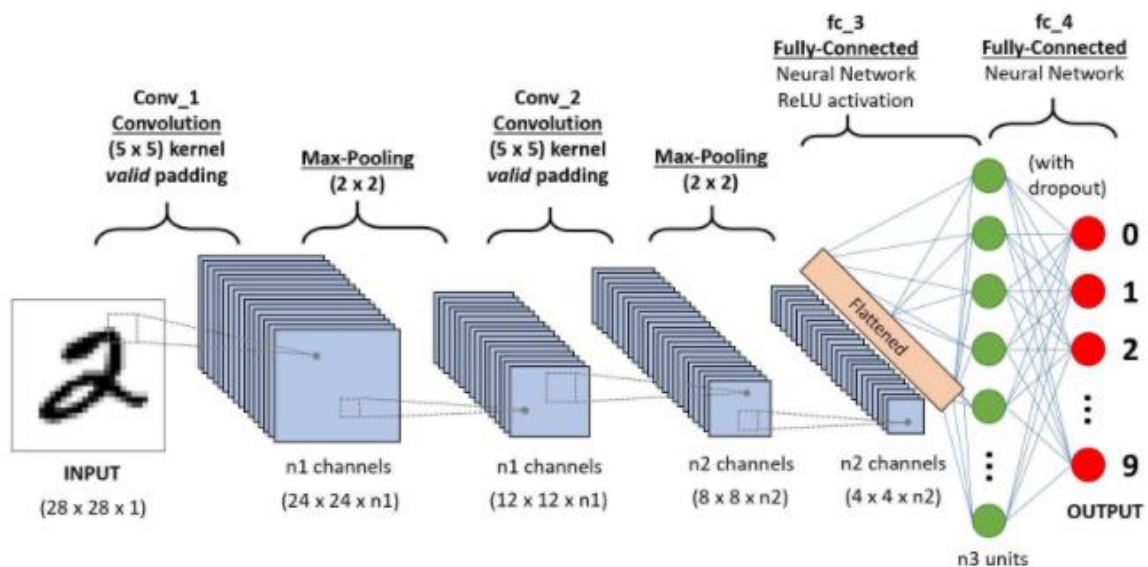 fc_3
Fully-Connected
Neural Network
ReLU activation
fc_4
Fully-Connected
Neural Network
Conv_1
Convolution
(5 x 5) kernel
valid padding
Max-Pooling
(2 x 2)
Conv_2
Convolution
(5 x 5) kernel
valid padding
Max-Pooling
(2 x 2)
(with
dropout)
Flattened
0
1
2
9
INPUT
(28 x 28 x 1)
n1 channels
(24 x 24 x n1)
n1 channels
(12 x 12 x n1)
n2 channels
(8 x 8 x n2)
n2 channels
(4 x 4 x n2)
n3 units
OUTPUT